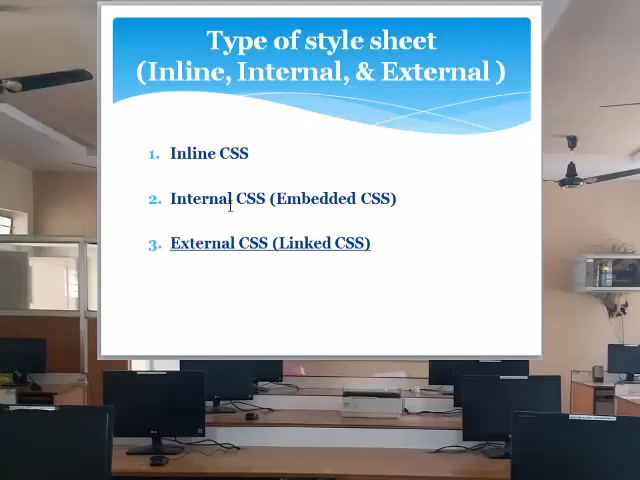 Type of style sheet
(Inline, Internal, & External )
1. Inline CSS
2. Internal CSS (Embedded CSS)
3. External CSS (Linked CSS)